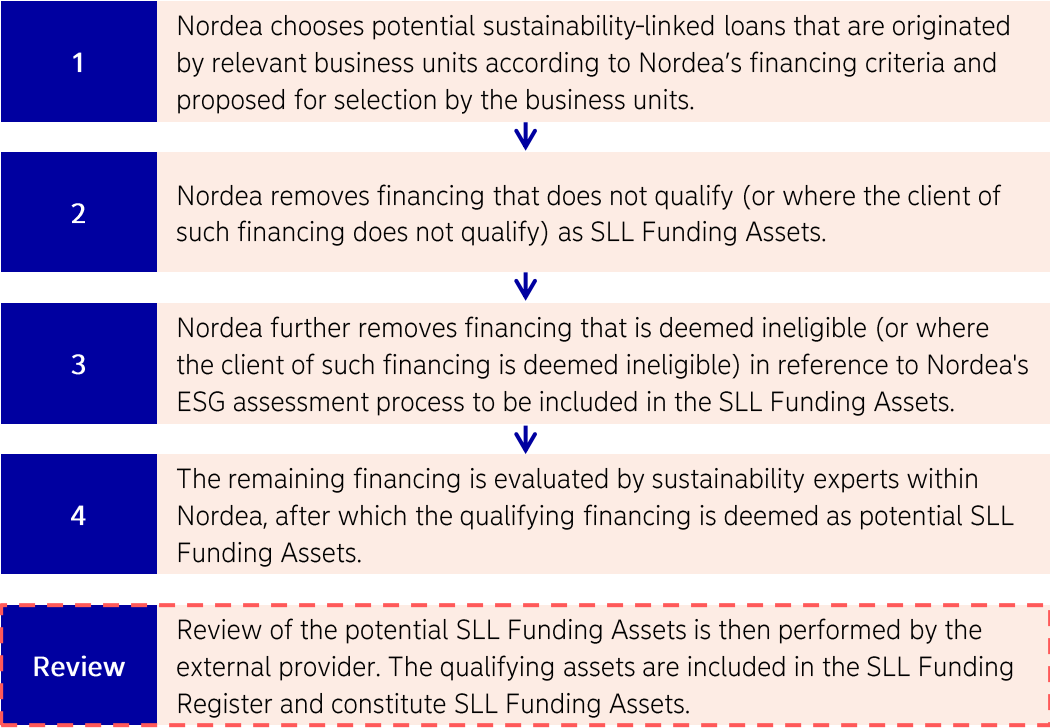 1
Nordea chooses potential sustainability-linked loans that are originated
by relevant business units according to Nordea’s financing criteria and
proposed for selection by the business units.
2
Nordea removes financing that does not qualify (or where the client of
such financing does not qualify) as SLL Funding Assets.
3
Nordea further removes financing that is deemed ineligible (or where
the client of such financing is deemed ineligible) in reference to Nordea's
ESG assessment process to be included in the SLL Funding Assets.
4
The remaining financing is evaluated by sustainability experts within
Nordea, after which the qualifying financing is deemed as potential SLL
Funding Assets.
Review
Review of the potential SLL Funding Assets is then performed by the
external provider. The qualifying assets are included in the SLL Funding
Register and constitute SLL Funding Assets.